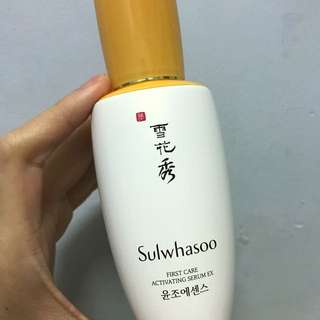 雪花秀
Sulwhasoo
FIRST CARE
ACTIVATING SERUM EX
윤조에센스